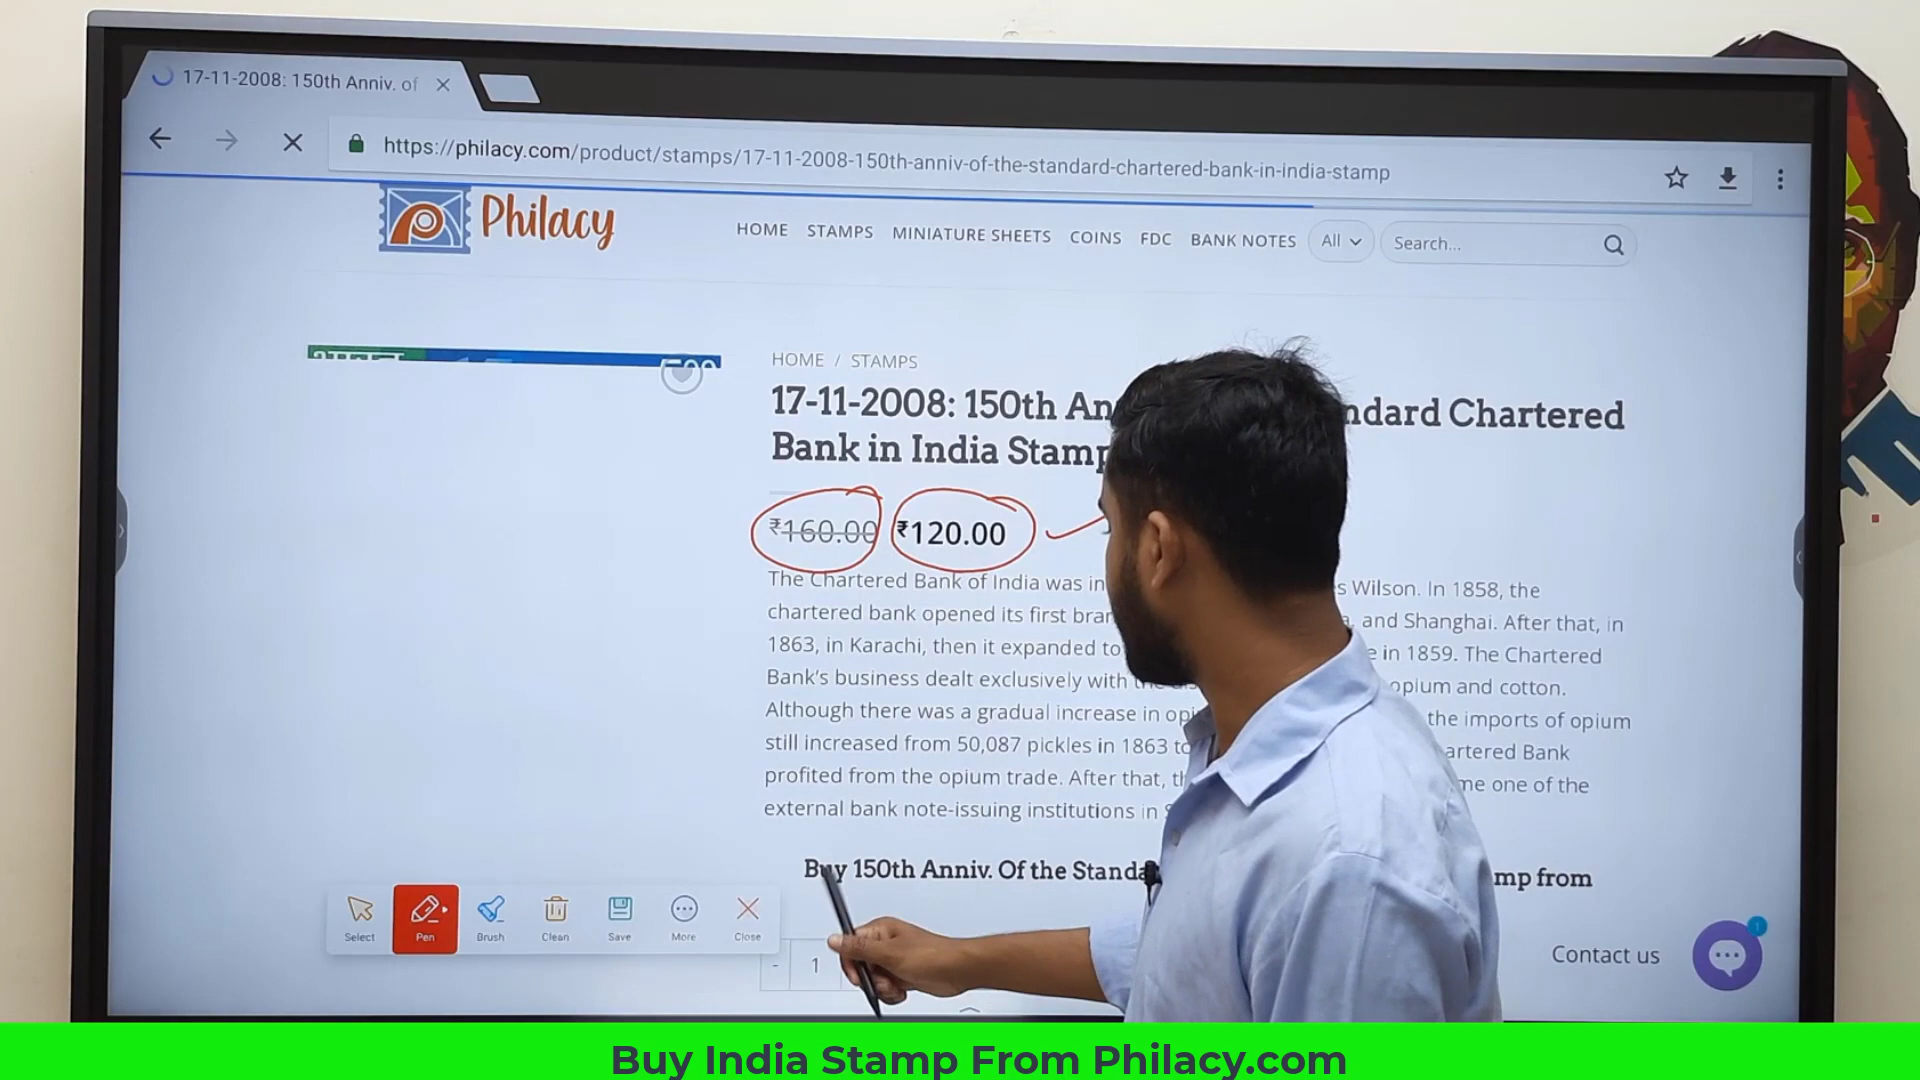 17-11-2008: 150th Anniv. of
https://philacy.com/product/stamps/17-11-2008-150th-anniv-of-the-standard-chartered-bank-in-india-stamp
Philacy
HOME STAMPS MINIATURE SHEETS COINS FDC BANK NOTES All Search...
HOME / STAMPS
17-11-2008: 150th An ndard Chartered
Bank in India Stamp
₹160.00 ₹120.00
The Chartered Bank of India was in s Wilson. In 1858, the
chartered bank opened its first bran and Shanghai. After that, in
1863, in Karachi, then it expanded to e in 1859. The Chartered
Bank's business dealt exclusively with opium and cotton.
Although there was a gradual increase in opi the imports of opium
still increased from 50,087 pickles in 1863 to artered Bank
profited from the opium trade. After that, th me one of the
external bank note-issuing institutions in
Buy 150th Anniv. Of the Standa mp from
Select Pen Brush Clean Save More Close
- 1
Contact us
1
Buy India Stamp From Philacy.com